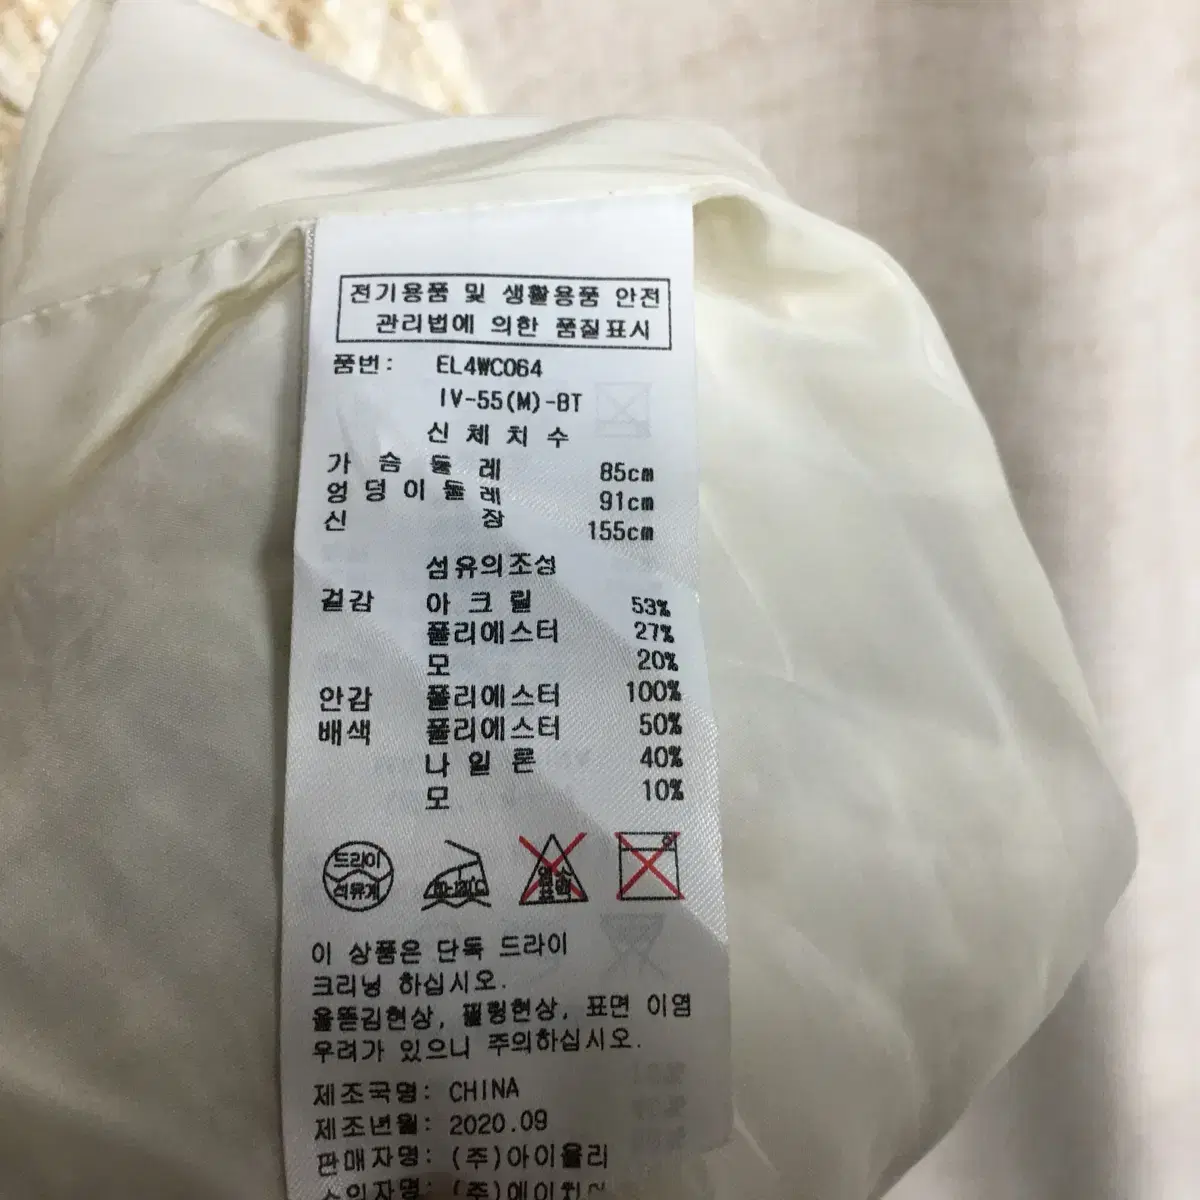 전기용품 및 생활용품 안전
관리법에 의한 품질표시
품번: EL4WC064
IV-55(M)-BT
신 체 치 수
가 슴 둘 레 85cm
엉 덩 이 둘 레 91cm
신 장 155cm
섬유의조성
겉감 아 크 릴 53%
폴리에스터 27%
모 20%
안감 폴리에스터 100%
배색 폴리에스터 50%
나 일 론 40%
모 10%
드라이
석유계
염소
표백
이 상품은 단독 드라이
크리닝 하십시오.
올뜯김현상, 필링현상, 표면 이염
우려가 있으니 주의하십시오.
제조국명: CHINA
제조년월: 2020.09
판매자명: (주)아이올리